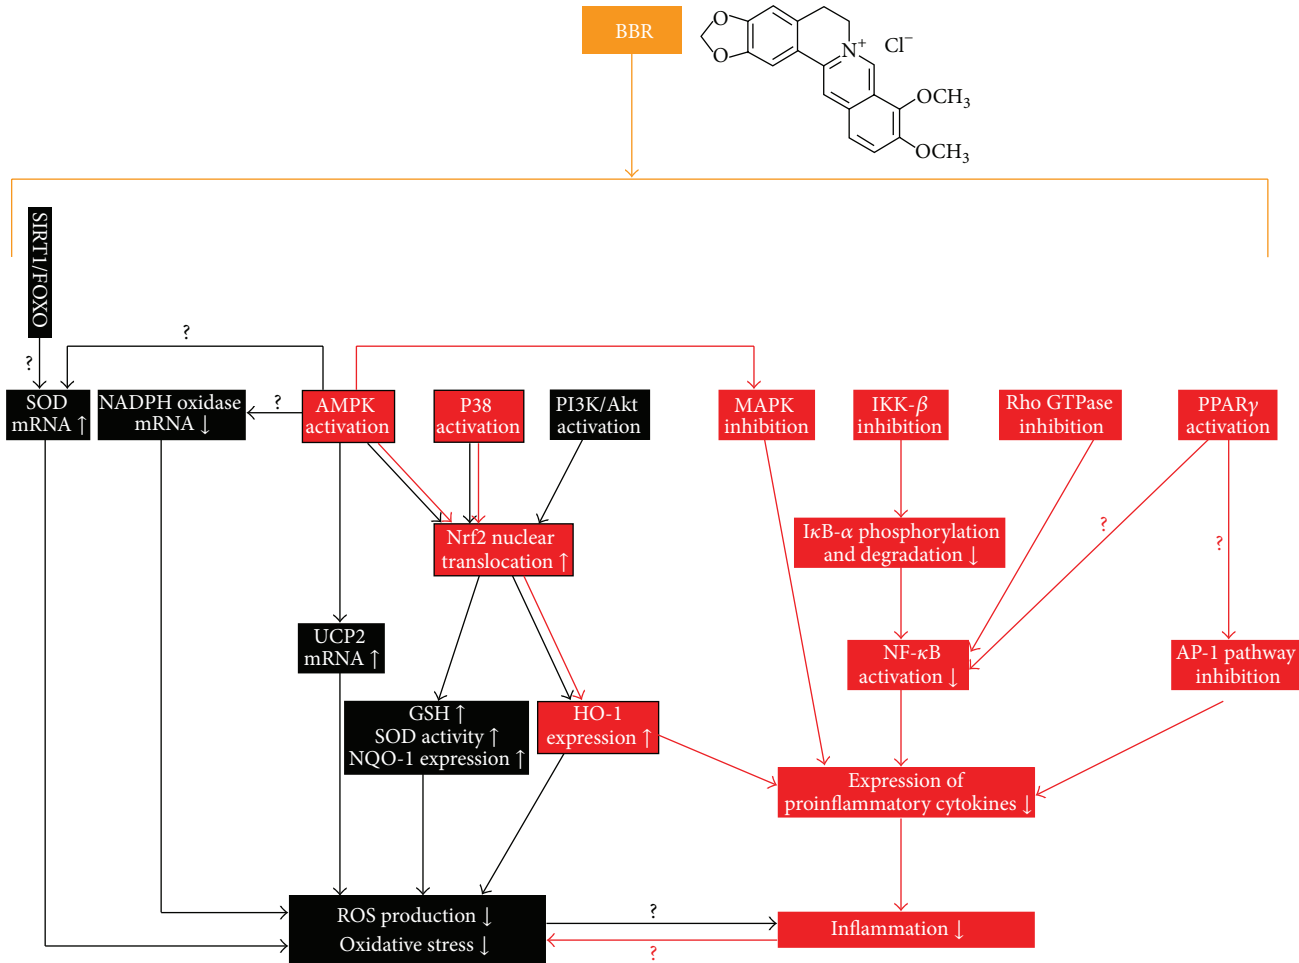 BBR
O
O
N+
Cl−
OCH3
OCH3
SIRT1/FOXO
?
?
?
SOD
mRNA ↑
NADPH oxidase
mRNA ↓
AMPK
activation
P38
activation
PI3K/Akt
activation
MAPK
inhibition
IKK-β
inhibition
Rho GTPase
inhibition
PPARγ
activation
Nrf2 nuclear
translocation ↑
IκB-α phosphorylation
and degradation ↓
?
?
UCP2
mRNA ↑
NF-κB
activation ↓
AP-1 pathway
inhibition
GSH ↑
SOD activity ↑
NQO-1 expression ↑
HO-1
expression ↑
Expression of
proinflammatory cytokines ↓
ROS production ↓
Oxidative stress ↓
?
?
Inflammation ↓